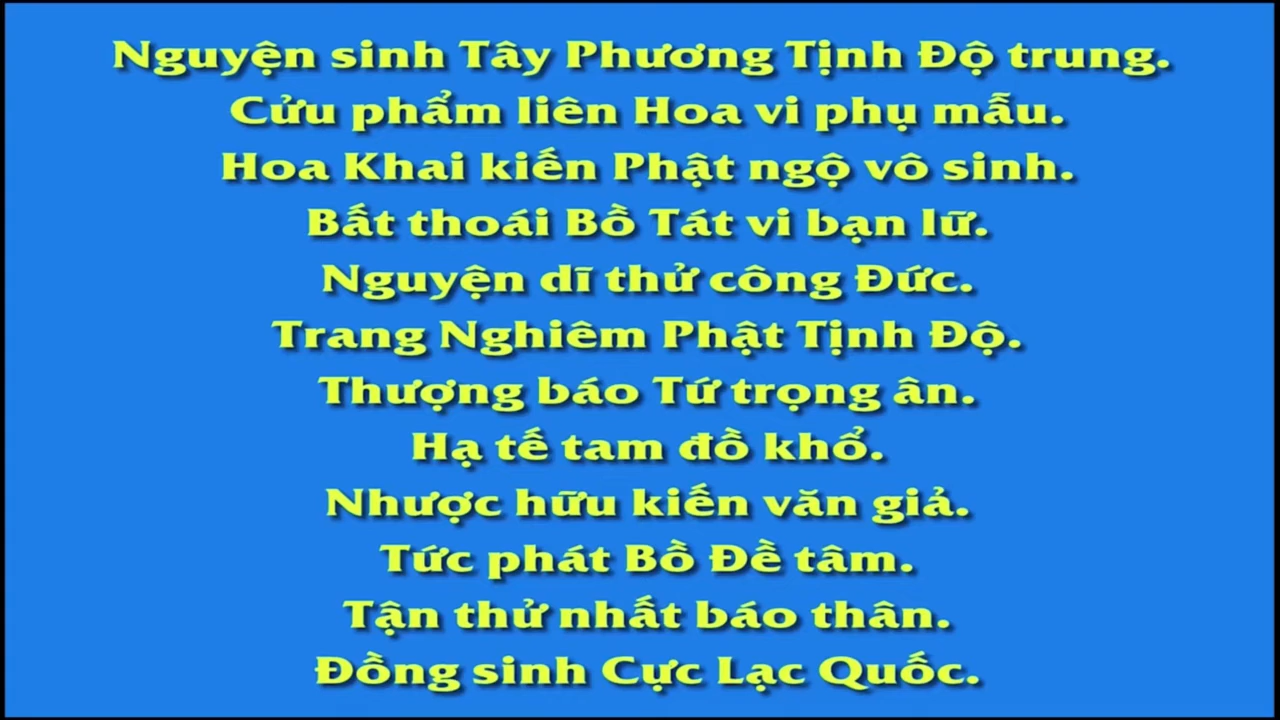 Nguyện sinh Tây Phương Tịnh Độ trung.
Cửu phẩm liên Hoa vi phụ mẫu.
Hoa Khai kiến Phật ngộ vô sinh.
Bất thoái Bồ Tát vi bạn lữ.
Nguyện dĩ thử công Đức.
Trang Nghiêm Phật Tịnh Độ.
Thượng báo Tứ trọng ân.
Hạ tế tam đồ khổ.
Nhược hữu kiến văn giả.
Tức phát Bồ Đề tâm.
Tận thử nhất báo thân.
Đồng sinh Cực Lạc Quốc.